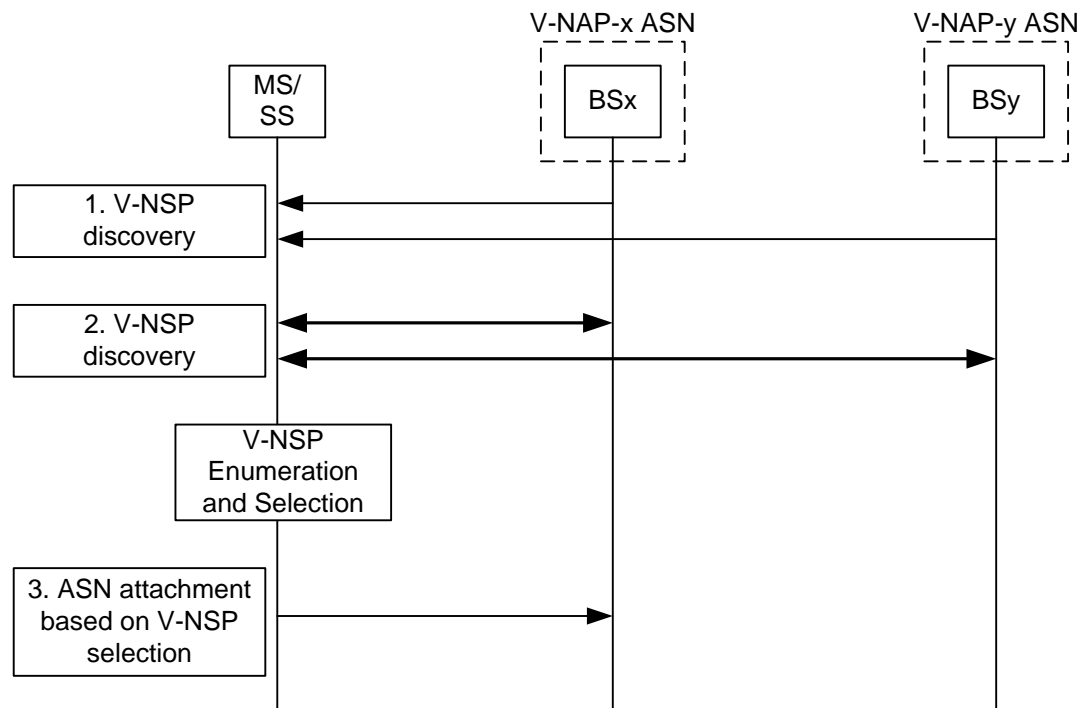 V-NAP-x ASN
V-NAP-y ASN
MS/
SS
BSx
BSy
1. V-NSP
discovery
2. V-NSP
discovery
V-NSP
Enumeration
and Selection
3. ASN attachment
based on V-NSP
selection